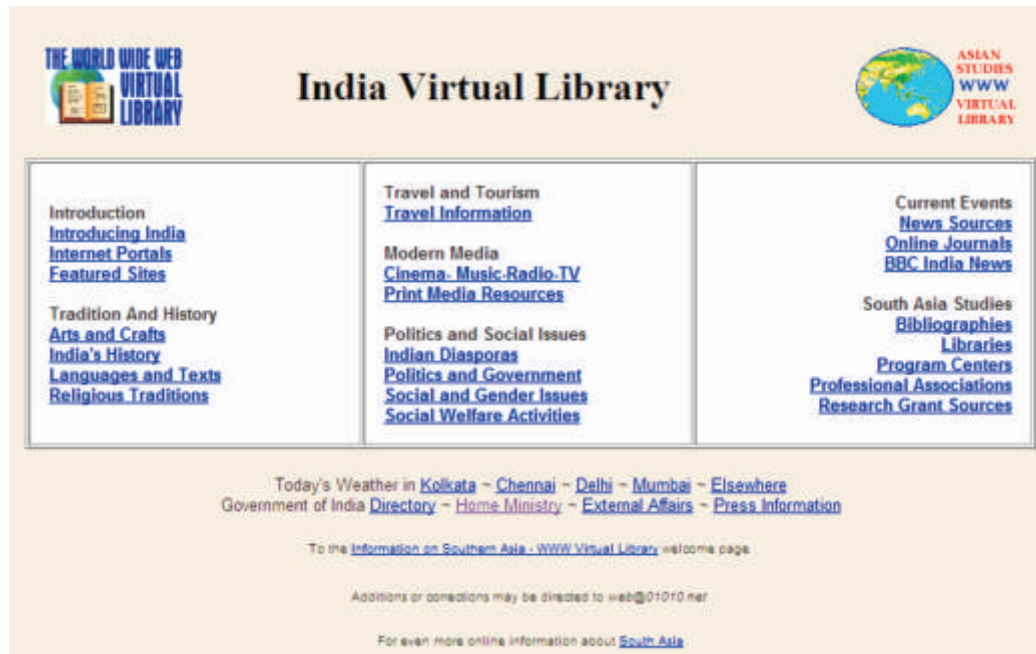 THE WORLD WIDE WEB
VIRTUAL
LIBRARY
India Virtual Library
ASIAN
STUDIES
WWW
VIRTUAL
LIBRARY
Introduction
Introducing India
Internet Portals
Featured Sites
Tradition And History
Arts and Crafts
India's History
Languages and Texts
Religious Traditions
Travel and Tourism
Travel Information
Modern Media
Cinema- Music-Radio-TV
Print Media Resources
Politics and Social Issues
Indian Diasporas
Politics and Government
Social and Gender Issues
Social Welfare Activities
Current Events
News Sources
Online Journals
BBC India News
South Asia Studies
Bibliographies
Libraries
Program Centers
Professional Associations
Research Grant Sources
Today's Weather in Kolkata ~ Chennai ~ Delhi ~ Mumbai ~ Elsewhere
Government of India Directory ~ Home Ministry ~ External Affairs ~ Press Information
To the Information on Southern Asia - WWW Virtual Library welcome page
Additions or corrections may be directed to web@01010.net
For even more online information about South Asia